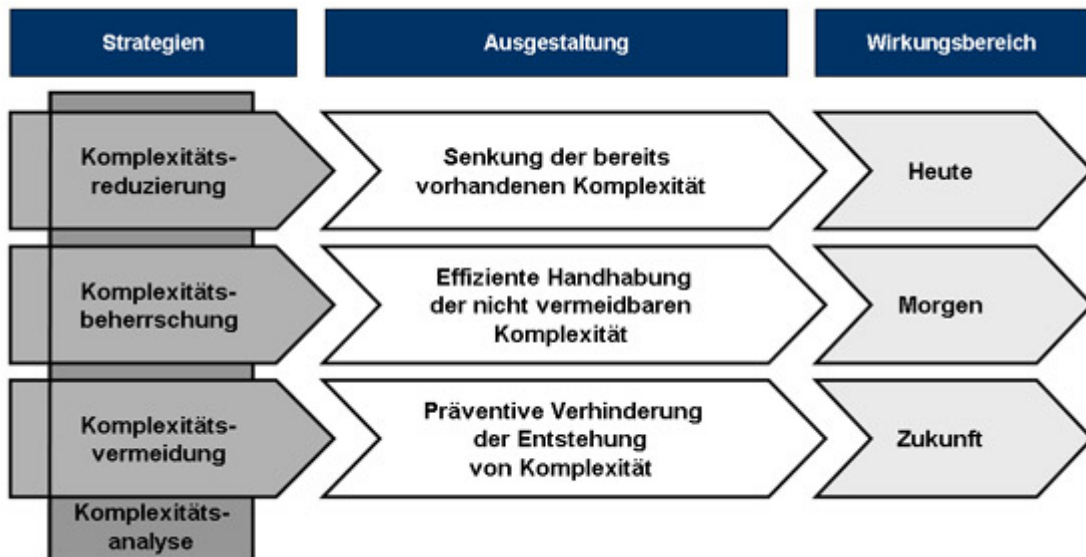 Strategien
Ausgestaltung
Wirkungsbereich
Komplexitäts-
reduzierung
Senkung der bereits
vorhandenen Komplexität
Heute
Komplexitäts-
beherrschung
Effiziente Handhabung
der nicht vermeidbaren
Komplexität
Morgen
Komplexitäts-
vermeidung
Präventive Verhinderung
der Entstehung
von Komplexität
Zukunft
Komplexitäts-
analyse